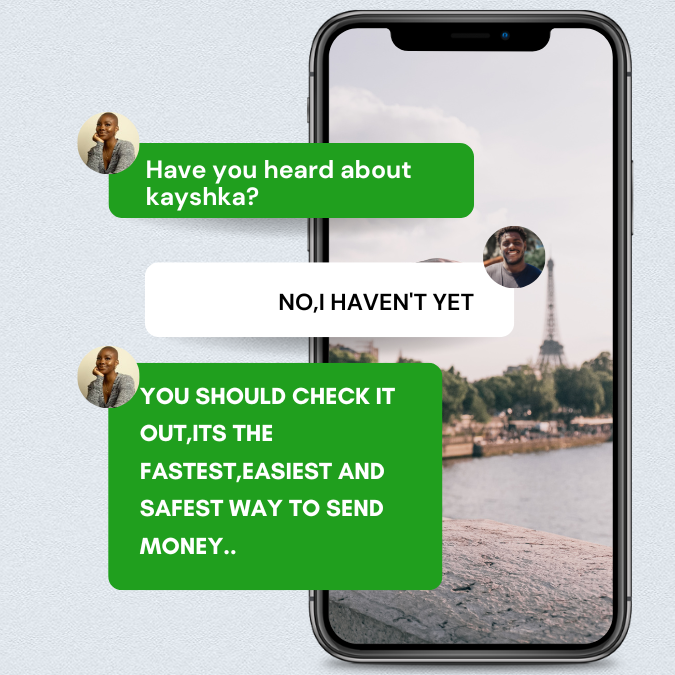 Have you heard about
kayshka?
NO,I HAVEN'T YET
YOU SHOULD CHECK IT
OUT,ITS THE
FASTEST,EASIEST AND
SAFEST WAY TO SEND
MONEY..